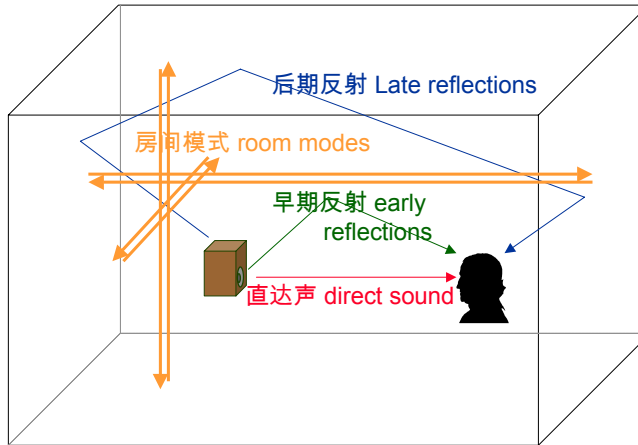 后期反射 Late reflections
房间模式 room modes
早期反射 early
reflections
直达声 direct sound